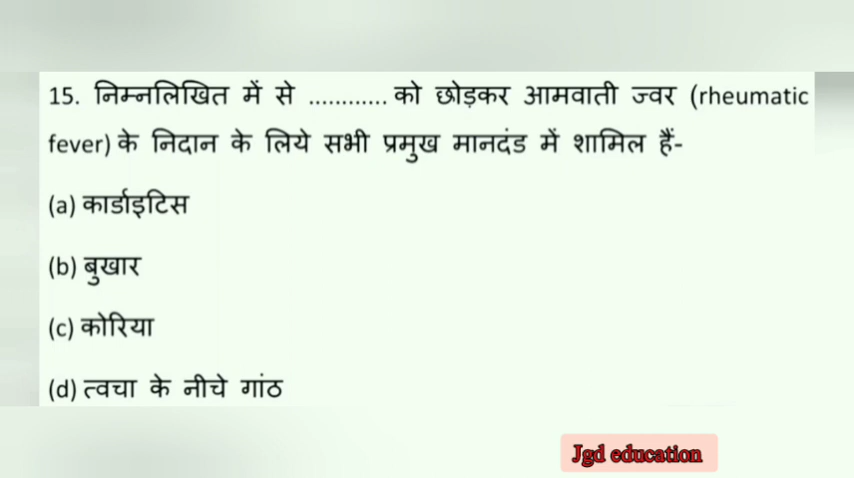 15. निम्नलिखित में से ............ को छोड़कर आमवाती ज्वर (rheumatic
fever) के निदान के लिये सभी प्रमुख मानदंड में शामिल हैं-
(a) कार्डाइटिस
(b) बुखार
(c) कोरिया
(d) त्वचा के नीचे गांठ
Jgd education